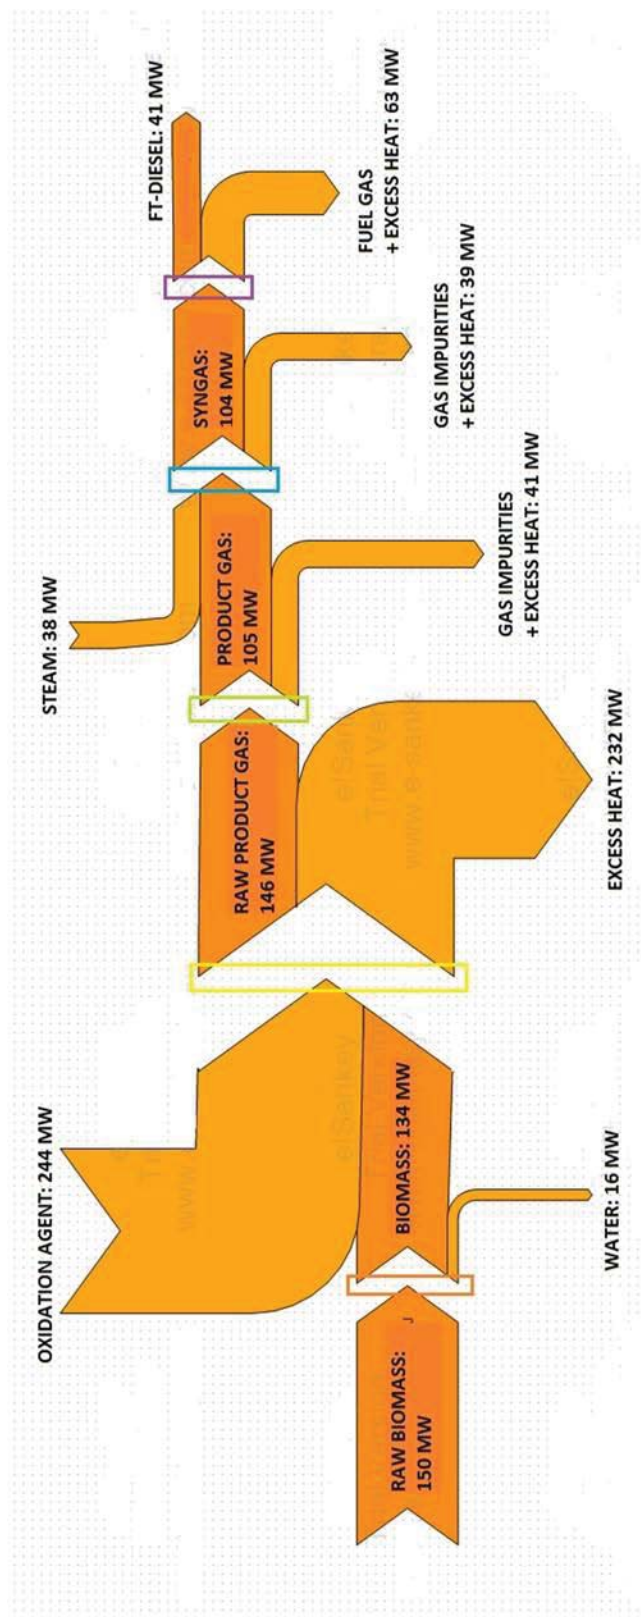 RAW BIOMASS:
150 MW
OXIDATION AGENT: 244 MW
BIOMASS: 134 MW
WATER: 16 MW
RAW PRODUCT GAS:
146 MW
EXCESS HEAT: 232 MW
STEAM: 38 MW
PRODUCT GAS:
105 MW
GAS IMPURITIES
+ EXCESS HEAT: 41 MW
SYNGAS:
104 MW
GAS IMPURITIES
+ EXCESS HEAT: 39 MW
FT-DIESEL: 41 MW
FUEL GAS
+ EXCESS HEAT: 63 MW